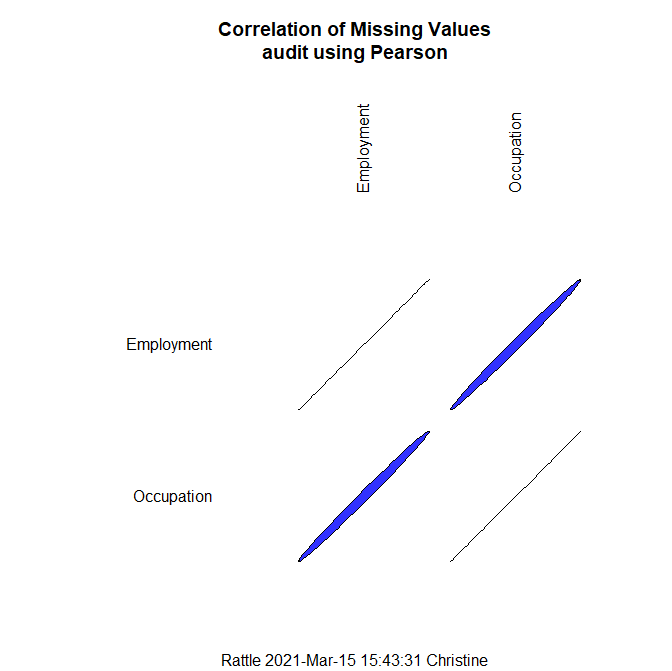 Correlation of Missing Values
audit using Pearson
Employment
Occupation
Employment
Occupation
Rattle 2021-Mar-15 15:43:31 Christine